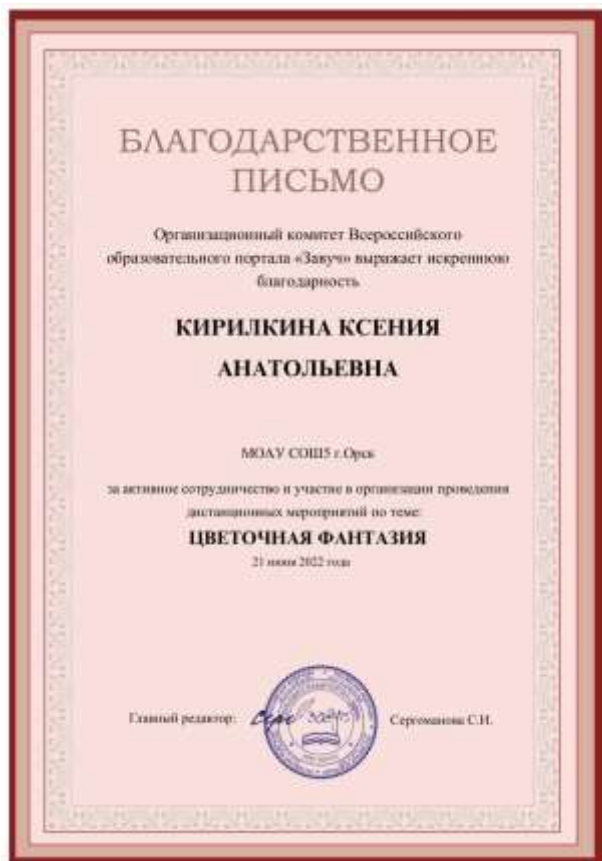 БЛАГОДАРСТВЕННОЕ
ПИСЬМО
Организационный комитет Всероссийского
образовательного портала «Завуч» выражает искреннюю
благодарность
КИРИЛКИНА КСЕНИЯ
АНАТОЛЬЕВНА
МОАУ СОШ5 г.Орск
за активное сотрудничество и участие в организации проведения
дистанционных мероприятий по теме:
ЦВЕТОЧНАЯ ФАНТАЗИЯ
21 июня 2022 года
Главный редактор:
Сергоманова С.И.